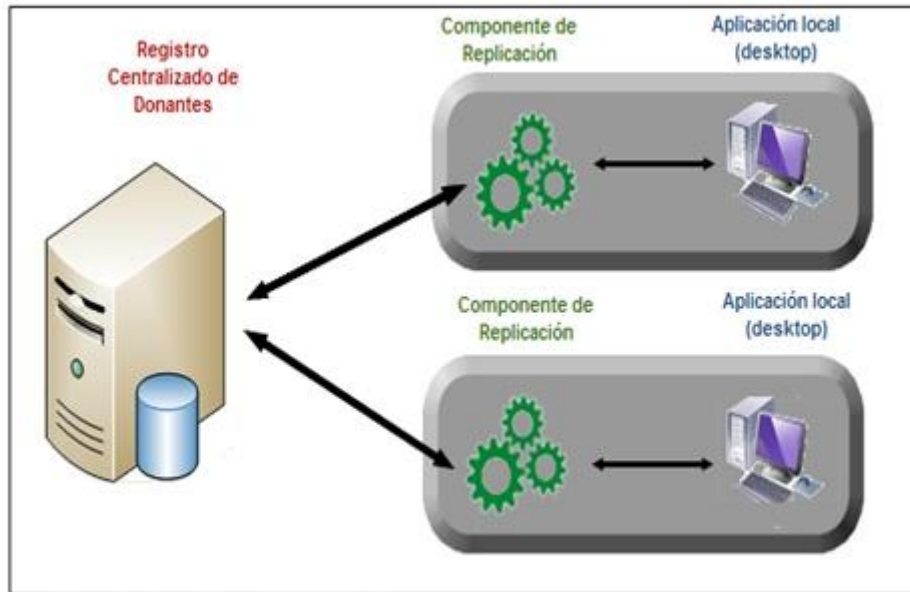 Registro
Centralizado de
Donantes
Componente de
Replicación
Aplicación local
(desktop)
Componente de
Replicación
Aplicación local
(desktop)